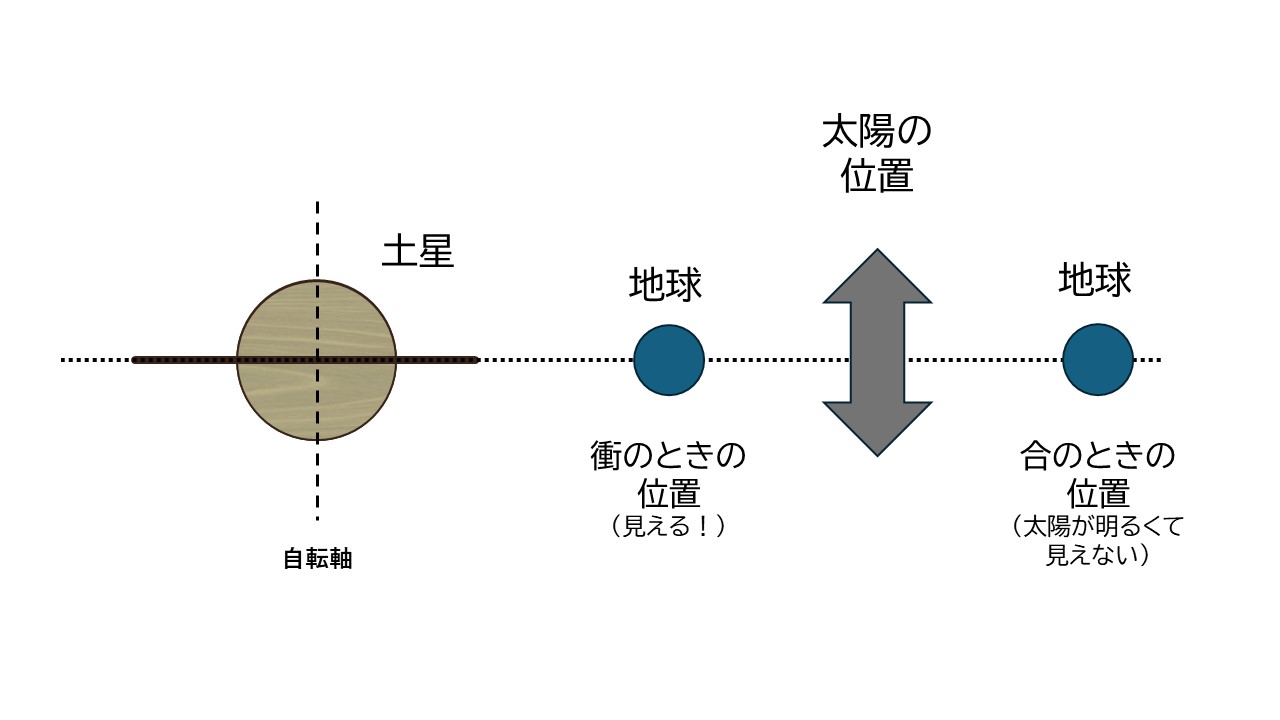 太陽の
位置
土星
地球
地球
衝のときの
位置
（見える！）
合のときの
位置
（太陽が明るくて
見えない）
自転軸